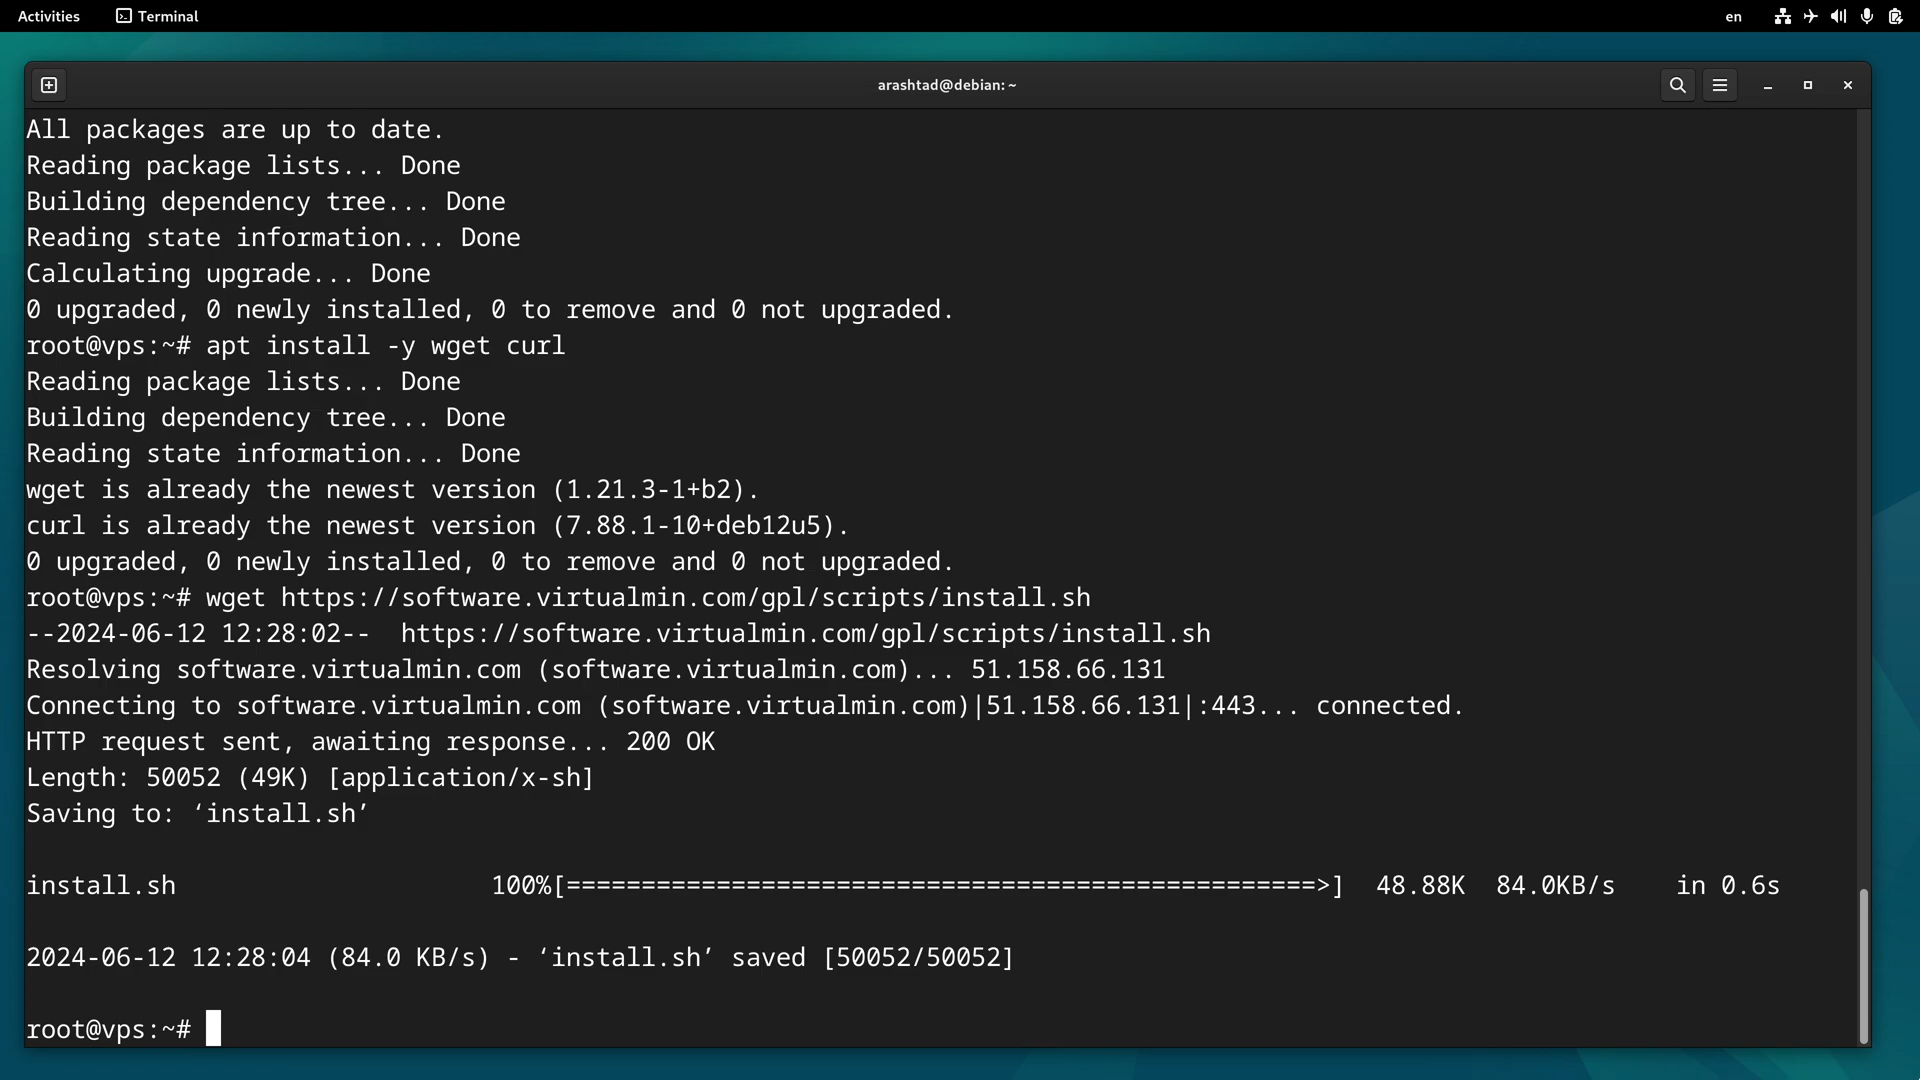 Activities Terminal en
arashtad@debian: ~
All packages are up to date.
Reading package lists... Done
Building dependency tree... Done
Reading state information... Done
Calculating upgrade... Done
0 upgraded, 0 newly installed, 0 to remove and 0 not upgraded.
root@vps:~# apt install -y wget curl
Reading package lists... Done
Building dependency tree... Done
Reading state information... Done
wget is already the newest version (1.21.3-1+b2).
curl is already the newest version (7.88.1-10+deb12u5).
0 upgraded, 0 newly installed, 0 to remove and 0 not upgraded.
root@vps:~# wget https://software.virtualmin.com/gpl/scripts/install.sh
--2024-06-12 12:28:02--  https://software.virtualmin.com/gpl/scripts/install.sh
Resolving software.virtualmin.com (software.virtualmin.com)... 51.158.66.131
Connecting to software.virtualmin.com (software.virtualmin.com)|51.158.66.131|:443... connected.
HTTP request sent, awaiting response... 200 OK
Length: 50052 (49K) [application/x-sh]
Saving to: ‘install.sh’
install.sh 100%[==================================================>] 48.88K 84.0KB/s in 0.6s
2024-06-12 12:28:04 (84.0 KB/s) - ‘install.sh’ saved [50052/50052]
root@vps:~#